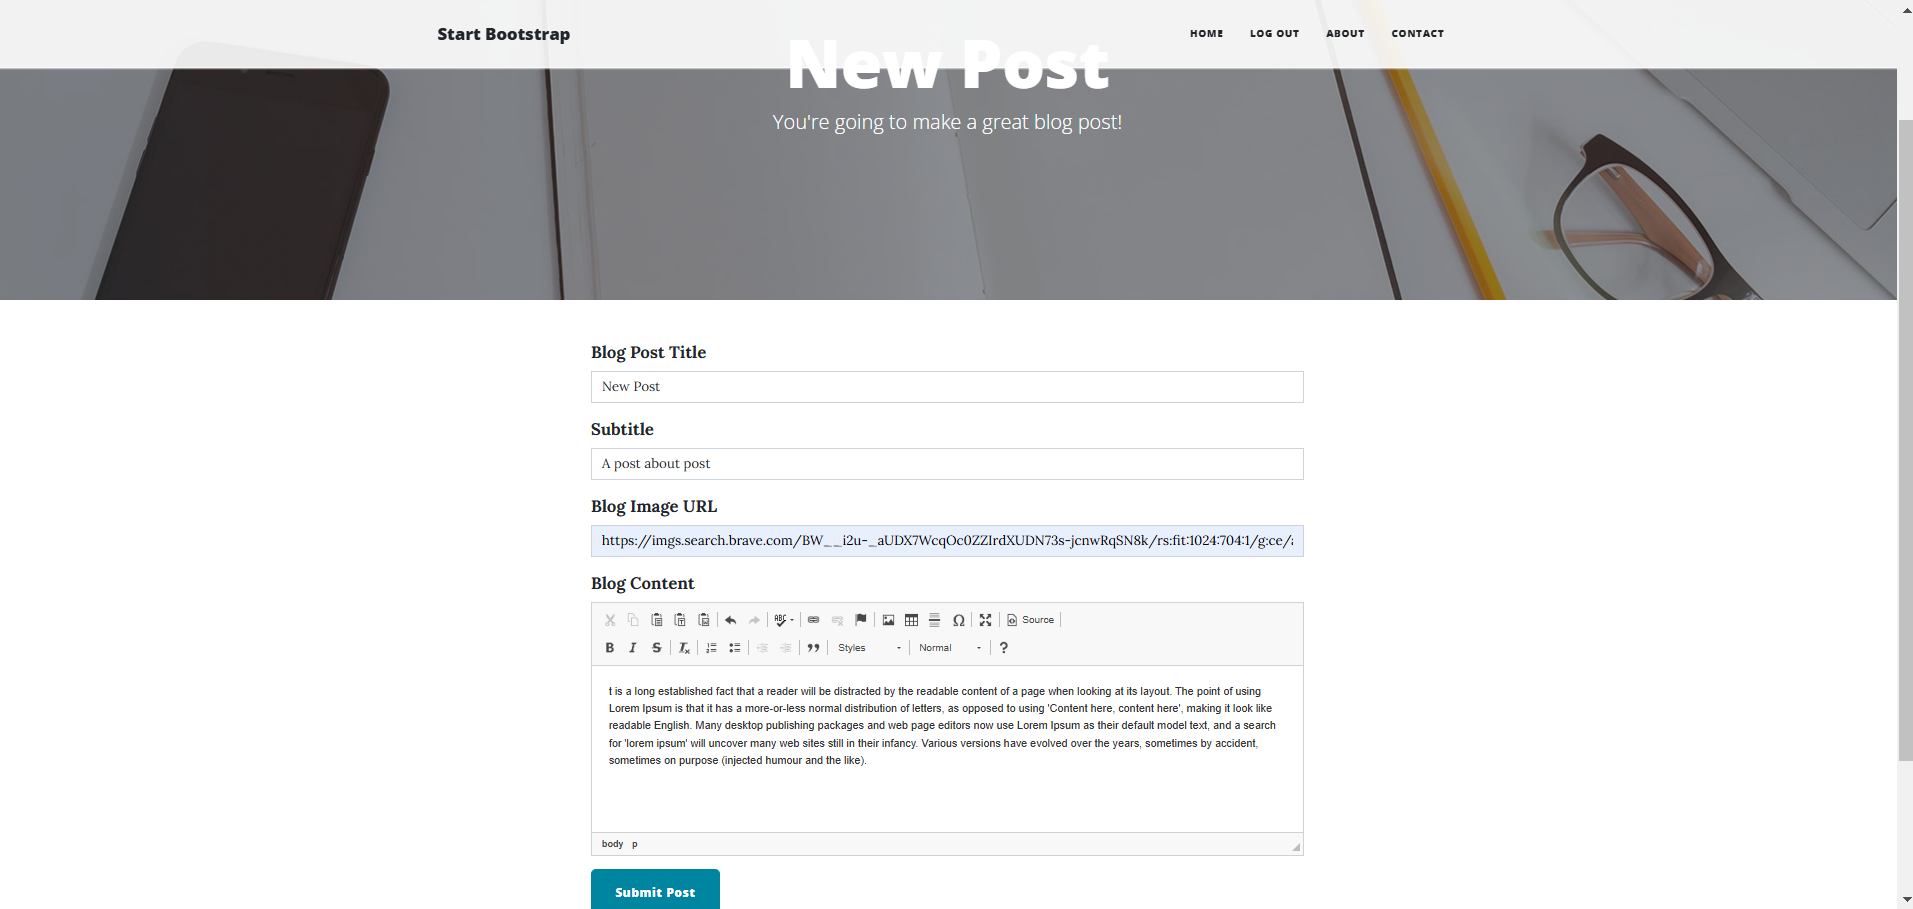 Start Bootstrap
HOME LOG OUT ABOUT CONTACT
New Post
You're going to make a great blog post!
Blog Post Title
New Post
Subtitle
A post about post
Blog Image URL
https://imgs.search.brave.com/BW__i2u-_aUDX7WcqOc0ZZIrdXUDN73s-jcnwRqSN8k/rs:fit:1024:704:1/g:ce/a
Blog Content
Source
Styles Normal ?
t is a long established fact that a reader will be distracted by the readable content of a page when looking at its layout. The point of using
Lorem Ipsum is that it has a more-or-less normal distribution of letters, as opposed to using 'Content here, content here', making it look like
readable English. Many desktop publishing packages and web page editors now use Lorem Ipsum as their default model text, and a search
for 'lorem ipsum' will uncover many web sites still in their infancy. Various versions have evolved over the years, sometimes by accident,
sometimes on purpose (injected humour and the like).
body p
Submit Post